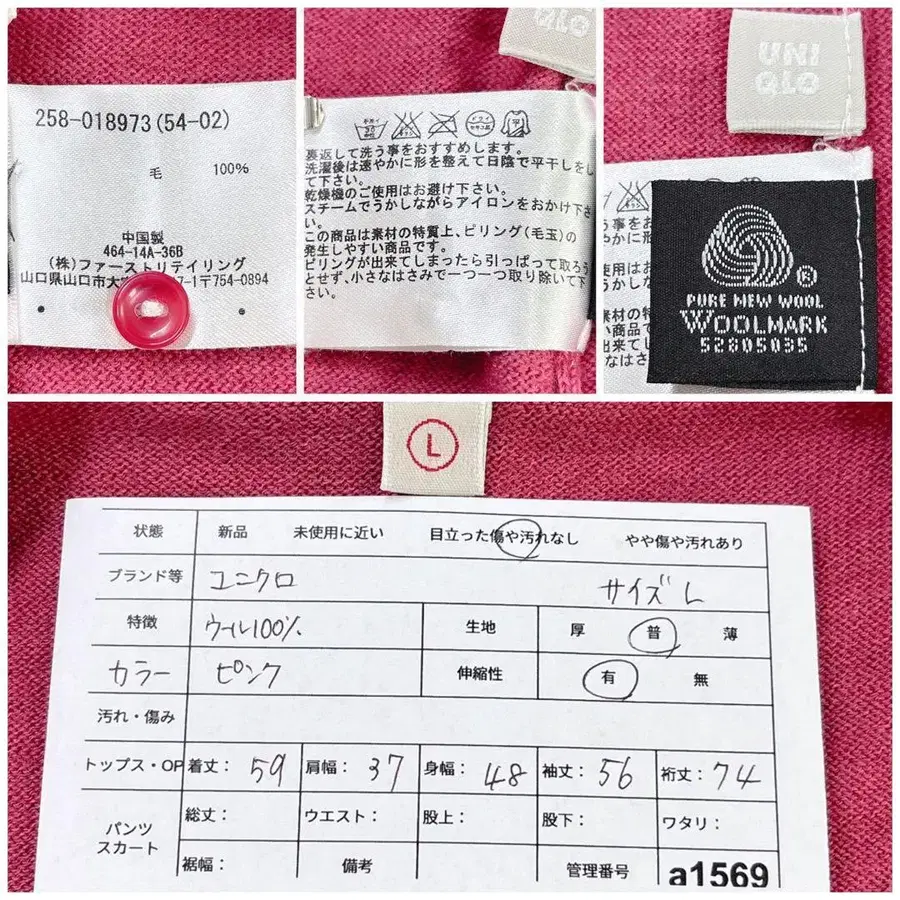 258-018973(54-02)
毛 100%
中国製
464-14A-36B
(株)ファーストリテイリング
山口県山口市大 7-1〒754-0894
UNI
QLO
裏返して洗う事をおすすめします。
洗濯後は速やかに形を整えて日陰で平干しをし
て下さい。
乾燥機のご使用はお避け下さい。
スチームでうかしながらアイロンをおかけ下さ
い。
この商品は素材の特質上、ピリング(毛玉)の
発生しやすい商品です。
ピリングが出来てしまったら引っぱって取ろう
とせず、小さなはさみで一つ一つ取り除いて下さ
い。
UNI
QLO
PURE NEW WOOL
WOOLMARK
52805035
L
状態 新品 未使用に近い 目立った傷や汚れなし やや傷や汚れあり
ブランド等 ユニクロ サイズL
特徴 ウール100% 生地 厚 普 薄
カラー ピンク 伸縮性 有 無
汚れ・傷み
トップス・OP 着丈:59 肩幅:37 身幅:48 袖丈:56 裄丈:74
パンツ
スカート
総丈: ウエスト: 股上: 股下: ワタリ:
裾幅: 備考 管理番号 a1569